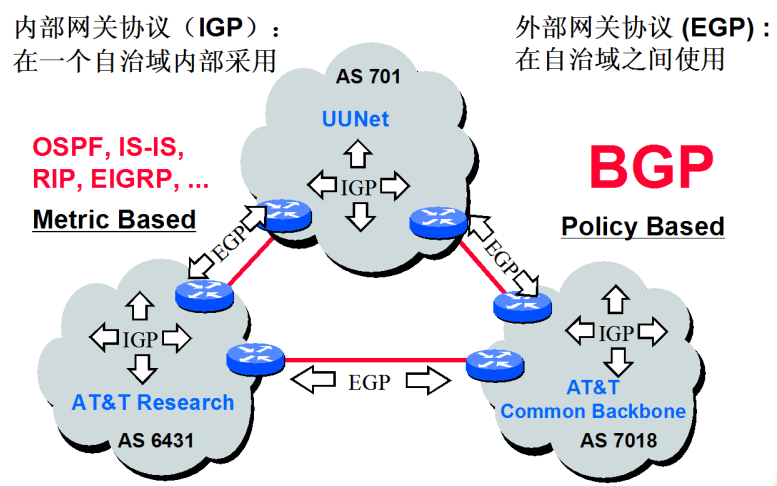 内部网关协议（IGP）:
在一个自治域内部采用
外部网关协议 (EGP) :
在自治域之间使用
AS 701
UUNet
OSPF, IS-IS,
RIP, EIGRP, ...
Metric Based
BGP
Policy Based
IGP
EGP
EGP
IGP
AT&T Research
AS 6431
EGP
IGP
AT&T
Common Backbone
AS 7018